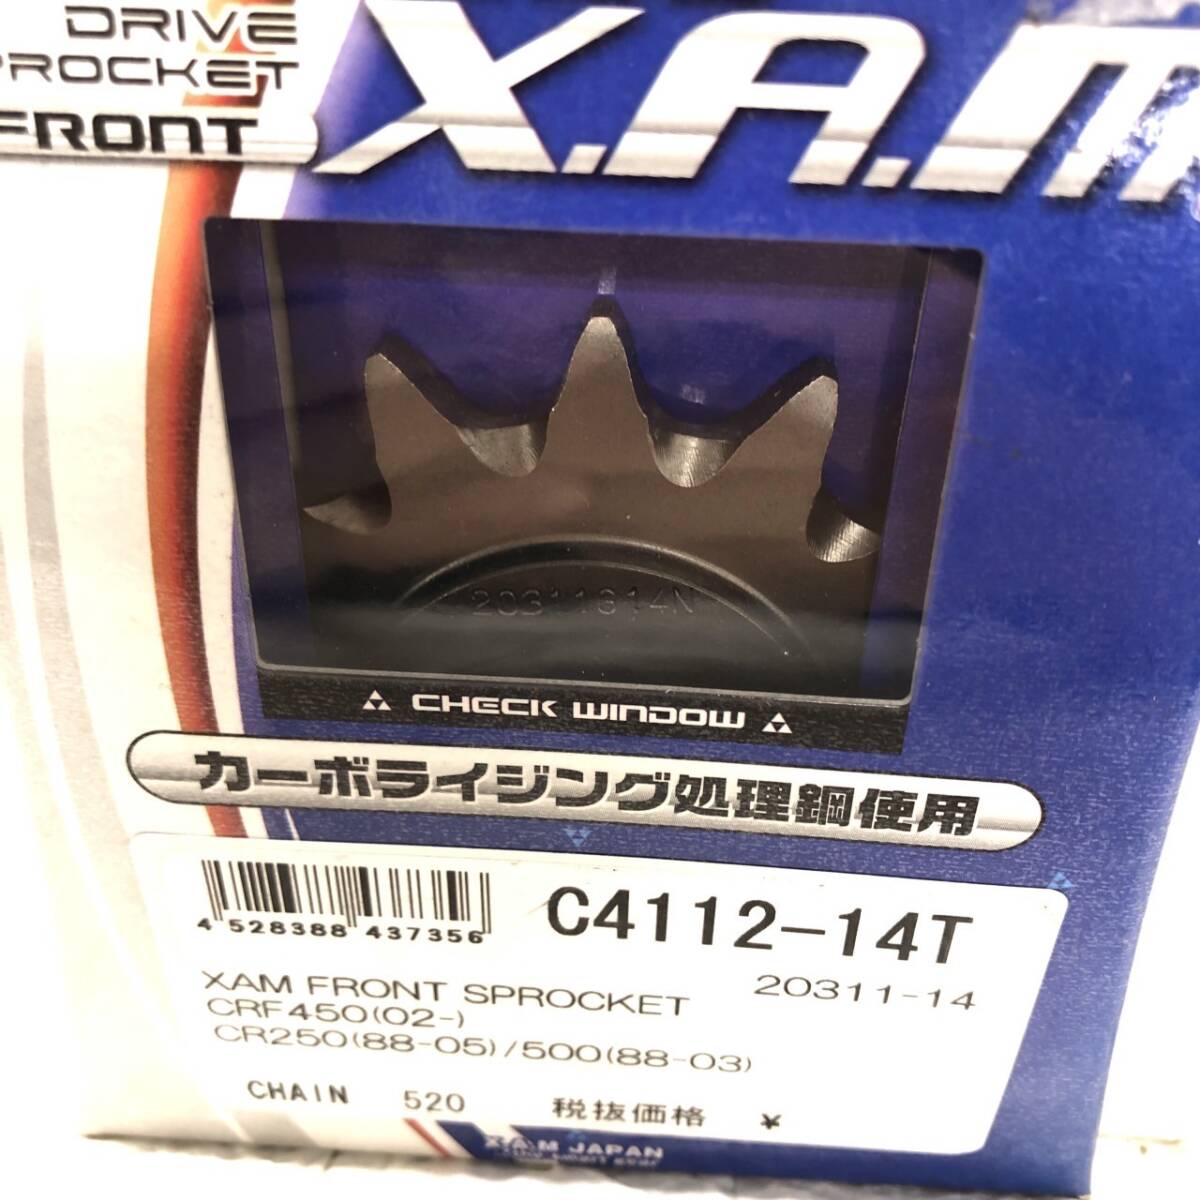 DRIVE
PROCKET
FRONT
X.A.M
20311614N
CHECK WINDOW
カーボライジング処理鋼使用
4 528388 437356
C4112-14T
20311-14
XAM FRONT SPROCKET
CRF450(02-)
CR250(88-05)/500(88-03)
CHAIN 520 税抜価格 ¥
X.A.M JAPAN